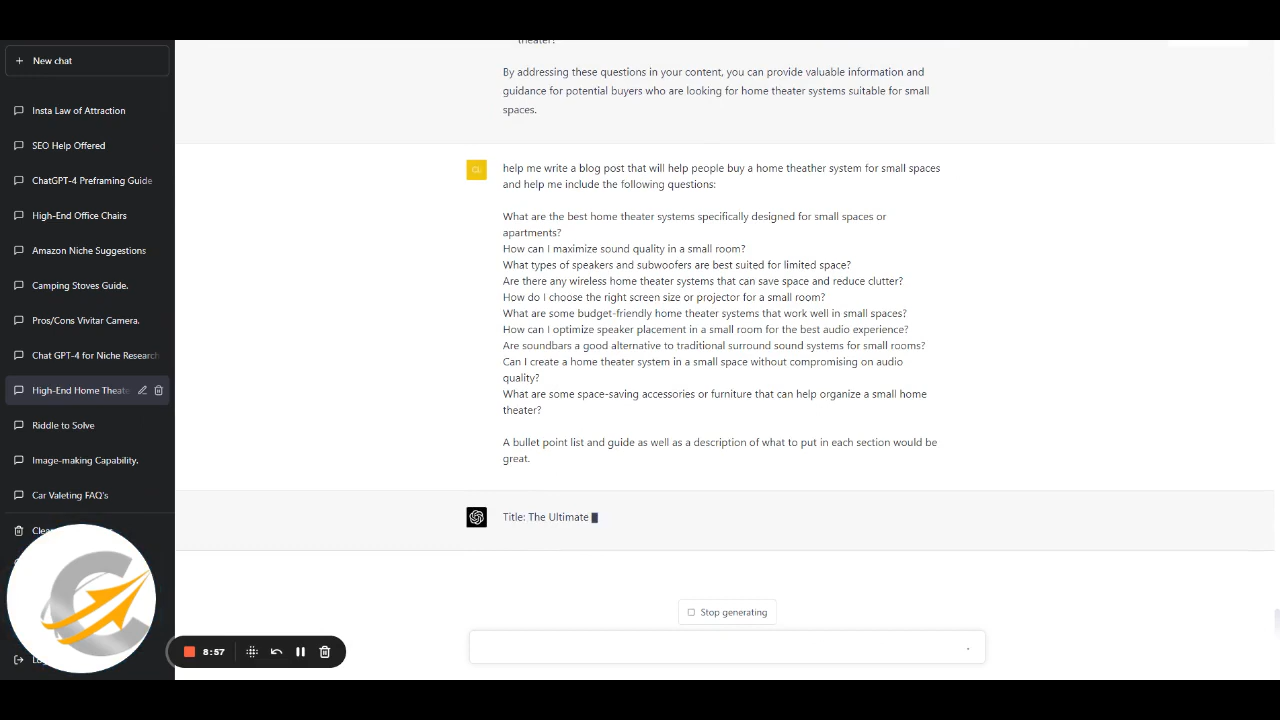 New chat
Insta Law of Attraction
SEO Help Offered
ChatGPT-4 Preframing Guide
High-End Office Chairs
Amazon Niche Suggestions
Camping Stoves Guide.
Pros/Cons Vivitar Camera.
Chat GPT-4 for Niche Research
High-End Home Theate
Riddle to Solve
Image-making Capability.
Car Valeting FAQ's
theater?
By addressing these questions in your content, you can provide valuable information and
guidance for potential buyers who are looking for home theater systems suitable for small
spaces.
help me write a blog post that will help people buy a home theather system for small spaces
and help me include the following questions:
What are the best home theater systems specifically designed for small spaces or
apartments?
How can I maximize sound quality in a small room?
What types of speakers and subwoofers are best suited for limited space?
Are there any wireless home theater systems that can save space and reduce clutter?
How do I choose the right screen size or projector for a small room?
What are some budget-friendly home theater systems that work well in small spaces?
How can I optimize speaker placement in a small room for the best audio experience?
Are soundbars a good alternative to traditional surround sound systems for small rooms?
Can I create a home theater system in a small space without compromising on audio
quality?
What are some space-saving accessories or furniture that can help organize a small home
theater?
A bullet point list and guide as well as a description of what to put in each section would be
great.
Title: The Ultimate
Stop generating
8:57